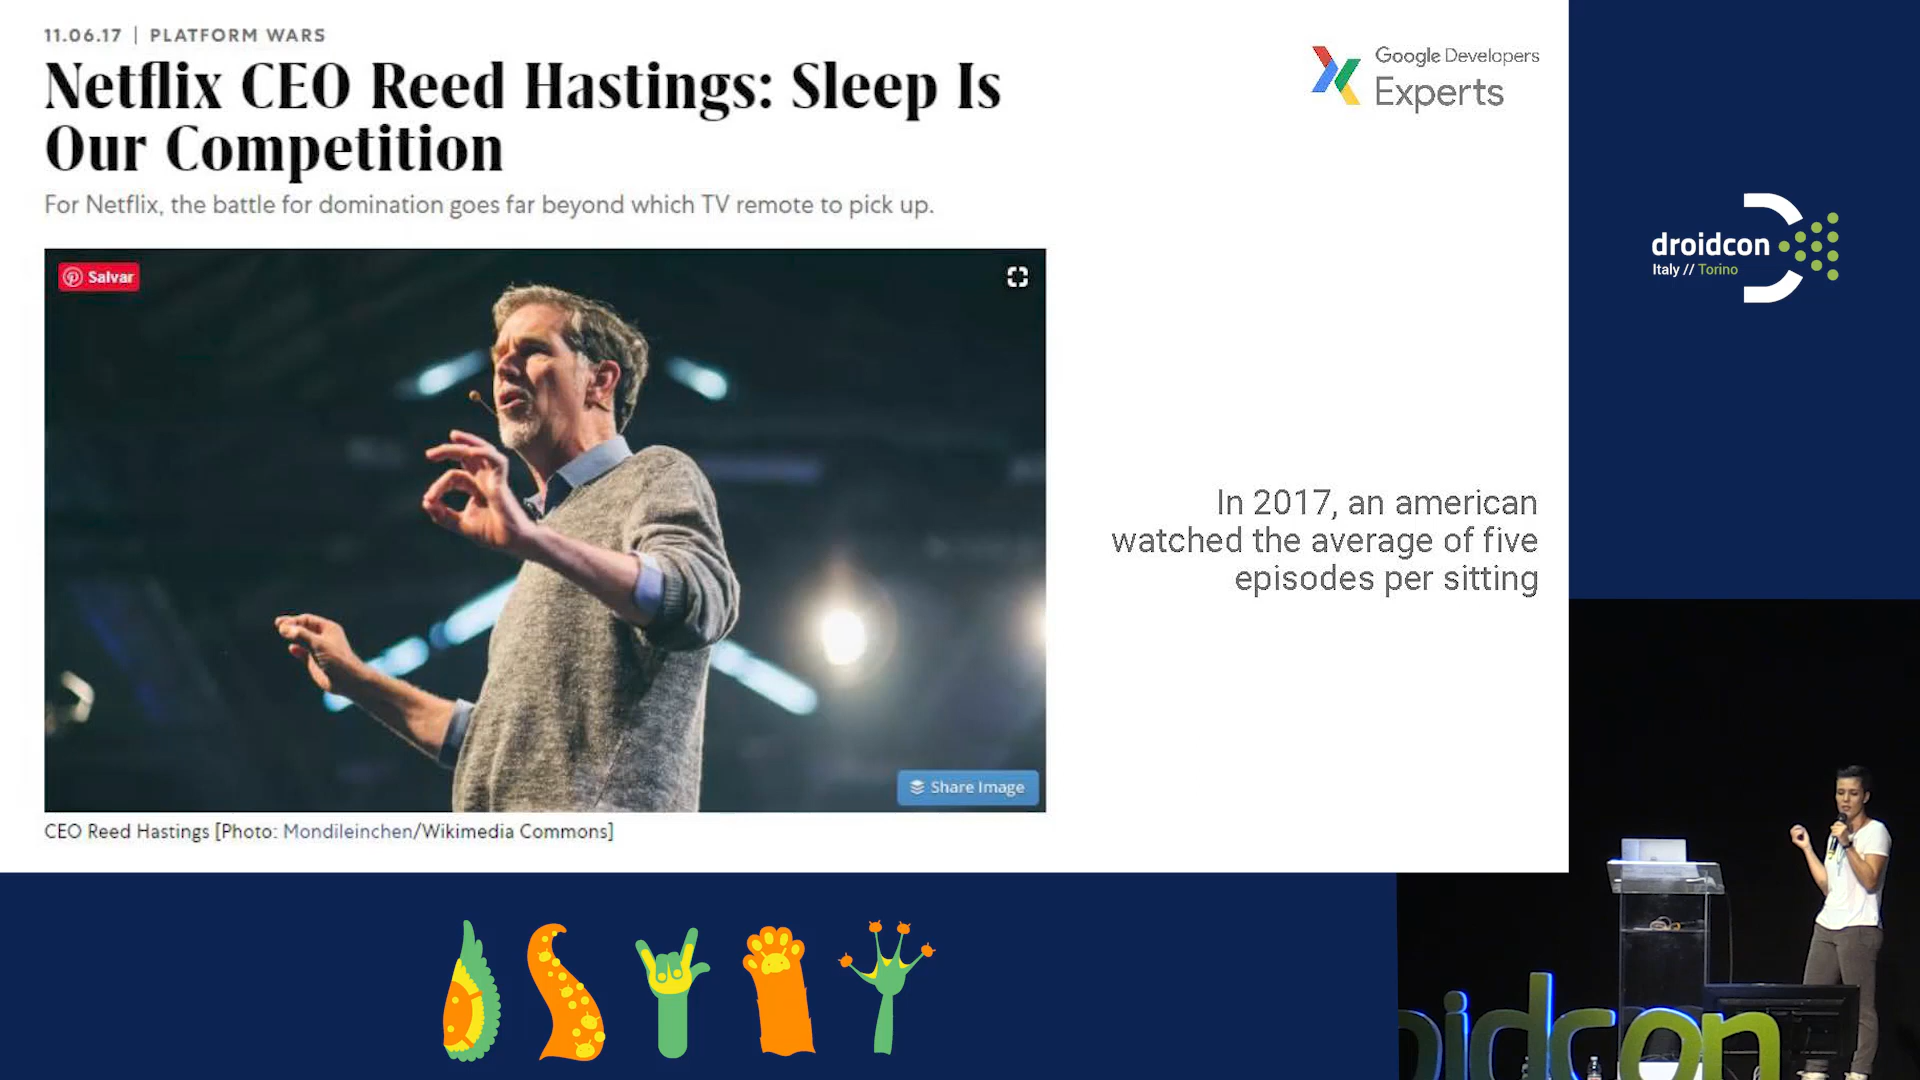 11.06.17 | PLATFORM WARS
Netflix CEO Reed Hastings: Sleep Is
Our Competition
For Netflix, the battle for domination goes far beyond which TV remote to pick up.
Salvar
Share Image
CEO Reed Hastings [Photo: Mondileinchen/Wikimedia Commons]
Google Developers
Experts
In 2017, an american
watched the average of five
episodes per sitting
droidcon
Italy // Torino
oidcon